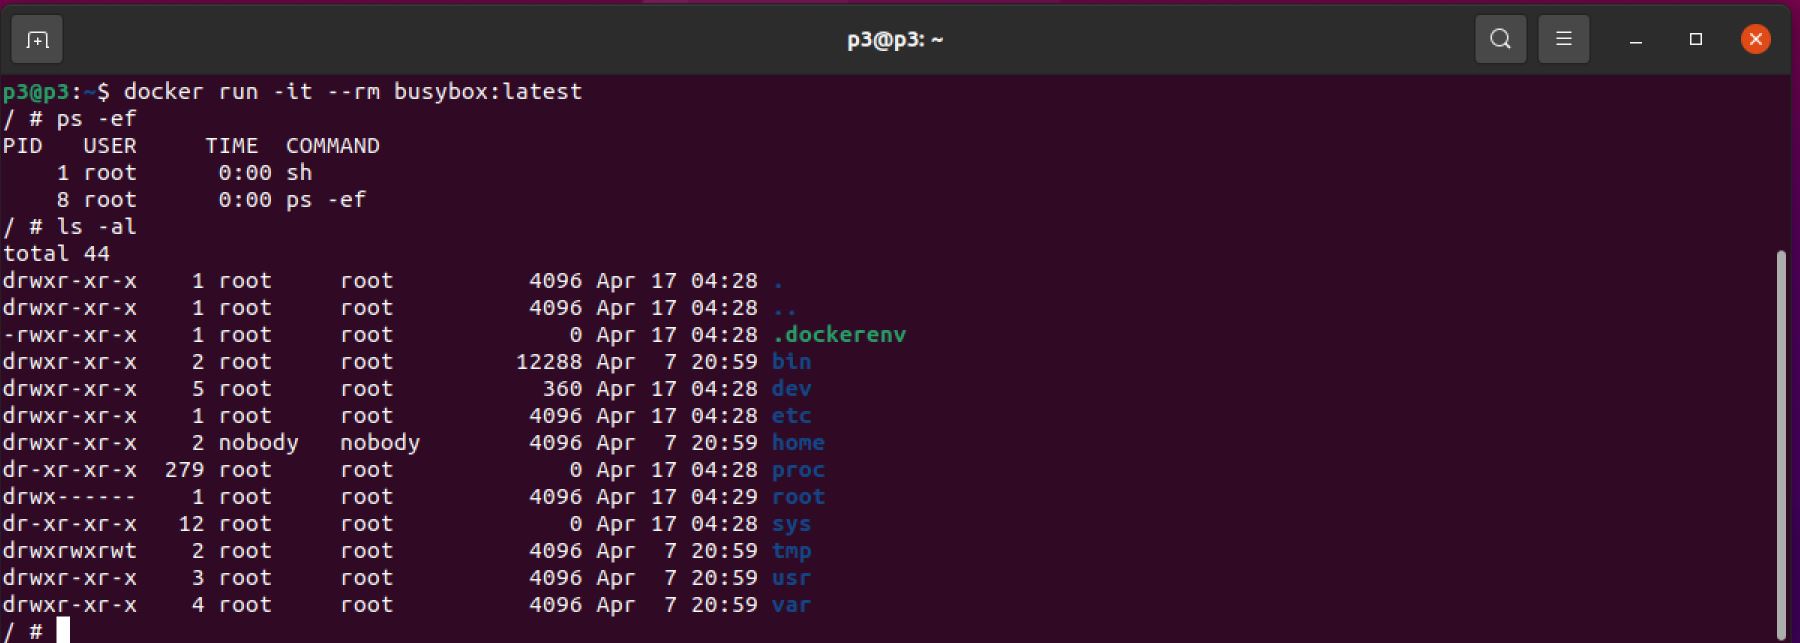 p3@p3: ~
p3@p3:~$ docker run -it --rm busybox:latest
/ # ps -ef
PID   USER     TIME  COMMAND
    1 root      0:00 sh
    8 root      0:00 ps -ef
/ # ls -al
total 44
drwxr-xr-x    1 root     root          4096 Apr 17 04:28 .
drwxr-xr-x    1 root     root          4096 Apr 17 04:28 ..
-rwxr-xr-x    1 root     root             0 Apr 17 04:28 .dockerenv
drwxr-xr-x    2 root     root         12288 Apr  7 20:59 bin
drwxr-xr-x    5 root     root           360 Apr 17 04:28 dev
drwxr-xr-x    1 root     root          4096 Apr 17 04:28 etc
drwxr-xr-x    2 nobody   nobody        4096 Apr  7 20:59 home
dr-xr-xr-x  279 root     root             0 Apr 17 04:28 proc
drwx------    1 root     root          4096 Apr 17 04:29 root
dr-xr-xr-x   12 root     root             0 Apr 17 04:28 sys
drwxrwxrwt    2 root     root          4096 Apr  7 20:59 tmp
drwxr-xr-x    3 root     root          4096 Apr  7 20:59 usr
drwxr-xr-x    4 root     root          4096 Apr  7 20:59 var
/ #